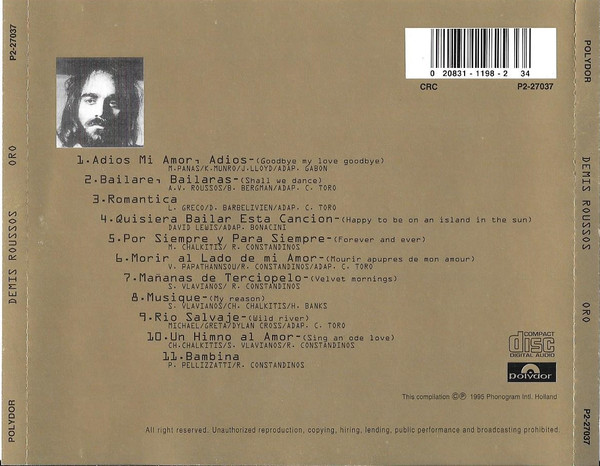 P2-27037
DEMIS ROUSSOS ORO
POLYDOR
0 20831-1198-2 34
CRC P2-27037
1.Adios Mi Amor, Adios-(Goodbye my love goodbye)
M.PANAS/K.MUNRO/J.LLOYD/ADAP. GABON
2.Bailare, Bailaras-(Shall we dance)
A.V. ROUSSOS/B. BERGMAN/ADAP. C. TORO
3.Romantica
L. GRECO/D. BARBELIVIEN/ADAP. C. TORO
4.Quisiera Bailar Esta Cancion-(Happy to be on an island in the sun)
DAVID LEWIS/ADAP. BONACINI
5.Por Siempre y Para Siempre-(Forever and ever)
M. CHALKITIS/ R. CONSTANDINOS
6.Morir al Lado de mi Amor-(Mourir apupres de mon amour)
V. PAPATHANNSOU/R. CONSTANDINOS/ADAP. C. TORO
7.Mañanas de Terciopelo-(Velvet mornings)
S. VLAVIANOS/ R. CONSTANDINOS
8.Musique-(My reason)
S. VLAVIANOS/CH. CHALKITIS/H. BANKS
9.Rio Salvaje-(Wild river)
MICHAEL/GRETA/DYLAN CROSS/ADAP. C. TORO
10.Un Himno al Amor-(Sing an ode love)
CH.CHALKITIS/S. VLAVIANOS/R. CONSTANDINOS
11.Bambina
P. PELLIZZATTI/R. CONSTANDINOS
COMPACT
disc
DIGITAL AUDIO
Polydor
This compilation ©℗ 1995 Phonogram Intl. Holland
All right reserved. Unauthorized reproduction, copying, hiring, lending, public performance and broadcasting prohibited.
POLYDOR
DEMIS ROUSSOS ORO
P2-27037